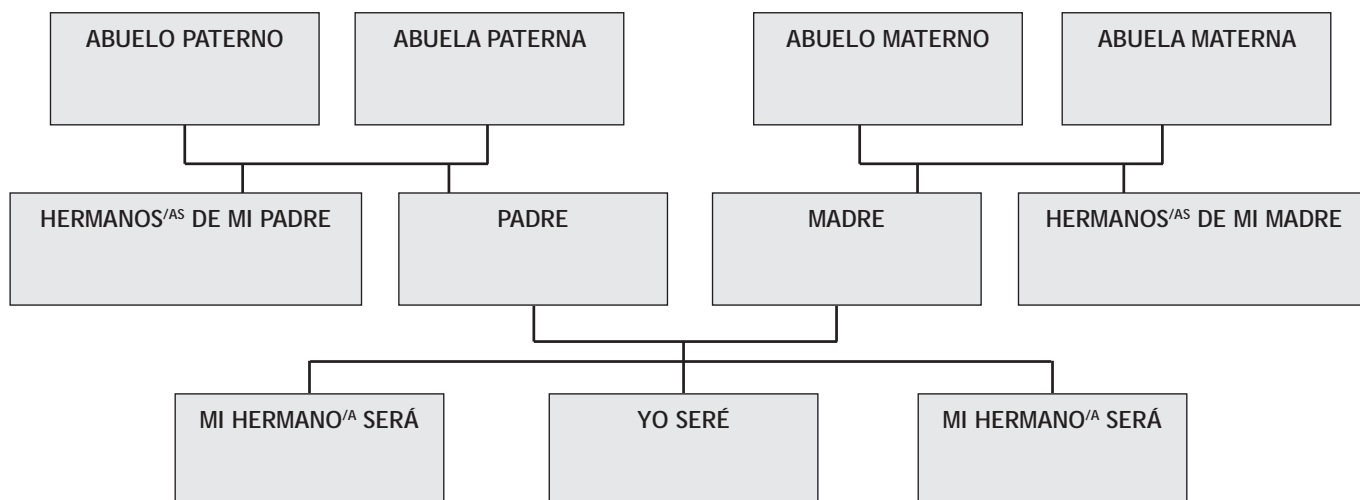 ABUELO PATERNO
ABUELA PATERNA
ABUELO MATERNO
ABUELA MATERNA
HERMANOS/AS DE MI PADRE
PADRE
MADRE
HERMANOS/AS DE MI MADRE
MI HERMANO/A SERÁ
YO SERÉ
MI HERMANO/A SERÁ